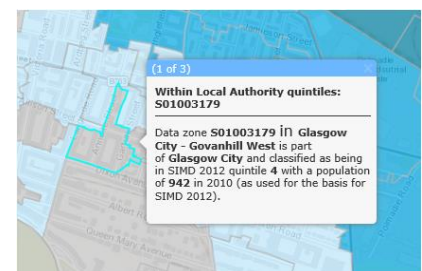 (1 of 3)
Within Local Authority quintiles:
S01003179
Data zone S01003179 in Glasgow
City - Govanhill West is part
of Glasgow City and classified as being
in SIMD 2012 quintile 4 with a population
of 942 in 2010 (as used for the basis for
SIMD 2012).
Albert R
Queen Mary Avenue